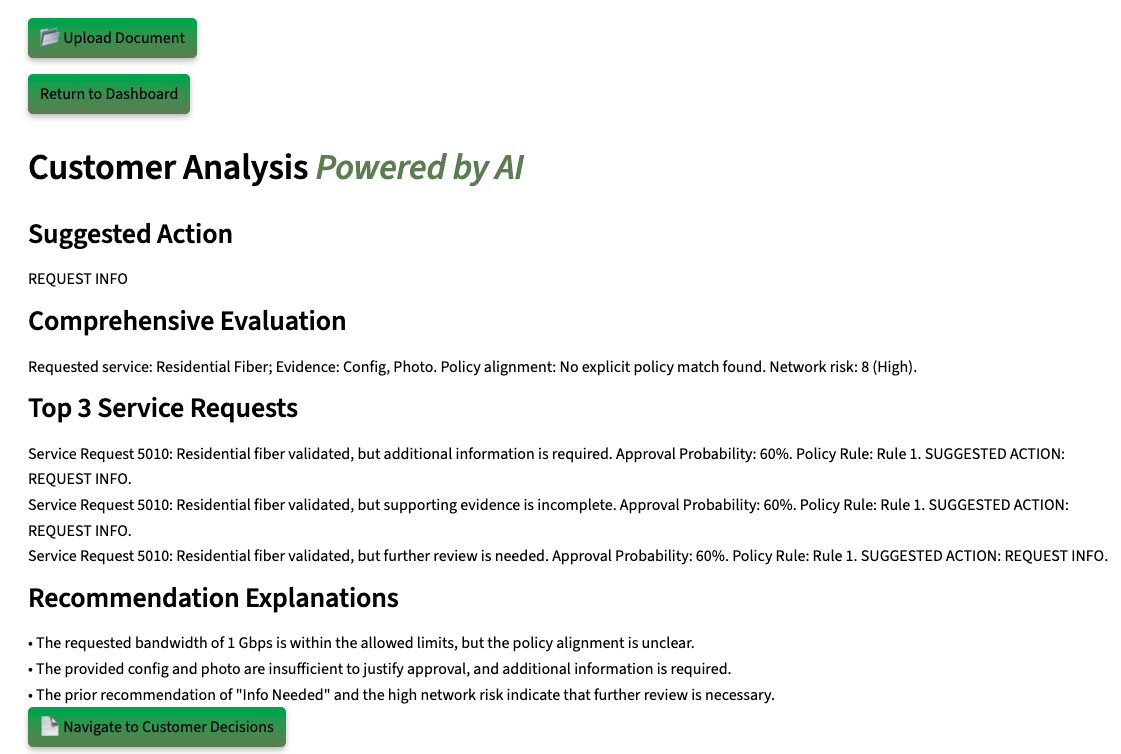 Upload Document
Return to Dashboard
Customer Analysis Powered by AI
Suggested Action
REQUEST INFO
Comprehensive Evaluation
Requested service: Residential Fiber; Evidence: Config, Photo. Policy alignment: No explicit policy match found. Network risk: 8 (High).
Top 3 Service Requests
Service Request 5010: Residential fiber validated, but additional information is required. Approval Probability: 60%. Policy Rule: Rule 1. SUGGESTED ACTION:
REQUEST INFO.
Service Request 5010: Residential fiber validated, but supporting evidence is incomplete. Approval Probability: 60%. Policy Rule: Rule 1. SUGGESTED ACTION:
REQUEST INFO.
Service Request 5010: Residential fiber validated, but further review is needed. Approval Probability: 60%. Policy Rule: Rule 1. SUGGESTED ACTION: REQUEST INFO.
Recommendation Explanations
• The requested bandwidth of 1 Gbps is within the allowed limits, but the policy alignment is unclear.
• The provided config and photo are insufficient to justify approval, and additional information is required.
• The prior recommendation of "Info Needed" and the high network risk indicate that further review is necessary.
Navigate to Customer Decisions